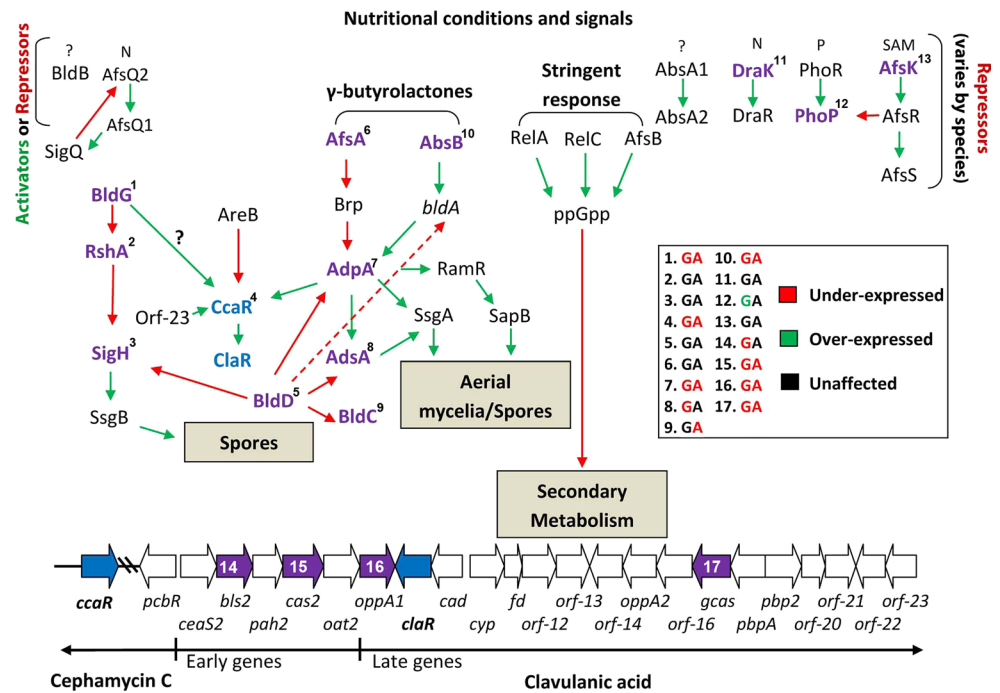 Nutritional conditions and signals
Activators or Repressors
?
BldB
N
AfsQ2
AfsQ1
SigQ
γ-butyrolactones
AfsA6
AbsB10
Brp
bldA
Stringent
response
RelA
RelC
AfsB
ppGpp
?
AbsA1
AbsA2
N
DraK11
DraR
P
PhoR
PhoP12
SAM
AfsK13
AfsR
AfsS
Repressors
(varies by species)
BldG1
?
RshA2
AreB
Orf-23
CcaR4
ClaR
SigH3
SsgB
BldD5
AdpA7
RamR
SsgA
SapB
AdsA8
BldC9
Spores
Aerial
mycelia/Spores
1. GA 10. GA
2. GA 11. GA
3. GA 12. GA
4. GA 13. GA
5. GA 14. GA
6. GA 15. GA
7. GA 16. GA
8. GA 17. GA
9. GA
Under-expressed
Over-expressed
Unaffected
Secondary
Metabolism
14 15 16 17
ccaR pcbR bls2 cas2 oppA1 cad fd orf-13 oppA2 gcas pbp2 orf-21 orf-23
ceaS2 pah2 oat2 claR cyp orf-12 orf-14 orf-16 pbpA orf-20 orf-22
Early genes Late genes
Cephamycin C Clavulanic acid